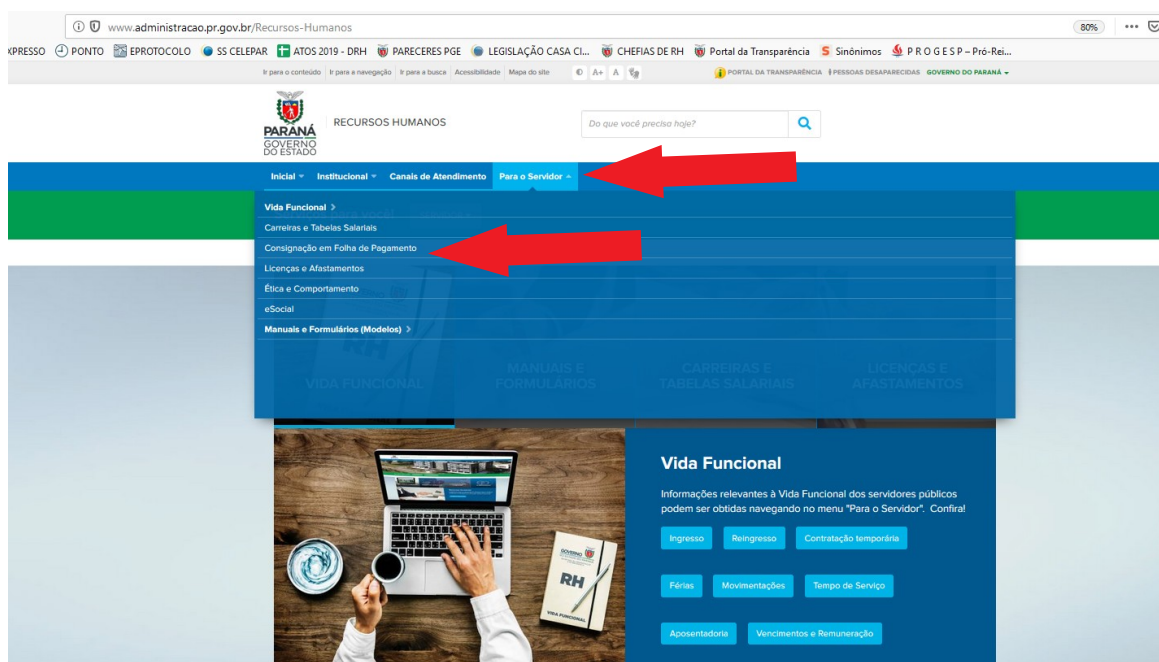 www.administracao.pr.gov.br/Recursos-Humanos 80%
XPRESSO PONTO EPROTOCOLO SS CELEPAR ATOS 2019 - DRH PARECERES PGE LEGISLAÇÃO CASA CI... CHEFIAS DE RH Portal da Transparência Sinônimos P R O G E S P – Pró-Rei...
Ir para o conteúdo Ir para a navegação Ir para a busca Acessibilidade Mapa do site A+ A PORTAL DA TRANSPARÊNCIA PESSOAS DESAPARECIDAS GOVERNO DO PARANÁ
PARANÁ
GOVERNO
DO ESTADO
RECURSOS HUMANOS
Do que você precisa hoje?
Inicial Institucional Canais de Atendimento Para o Servidor
Vida Funcional >
Carreiras e Tabelas Salariais
Consignação em Folha de Pagamento
Licenças e Afastamentos
Ética e Comportamento
eSocial
Manuais e Formulários (Modelos) >
RH
VIDA FUNCIONAL
MANUAIS E
FORMULÁRIOS
CARREIRAS E
TABELAS SALARIAIS
LICENÇAS E
AFASTAMENTOS
Vida Funcional
Informações relevantes à Vida Funcional dos servidores públicos
podem ser obtidas navegando no menu "Para o Servidor". Confira!
Ingresso Reingresso Contratação temporária
Férias Movimentações Tempo de Serviço
Aposentadoria Vencimentos e Remuneração
RH
VIDA FUNCIONAL